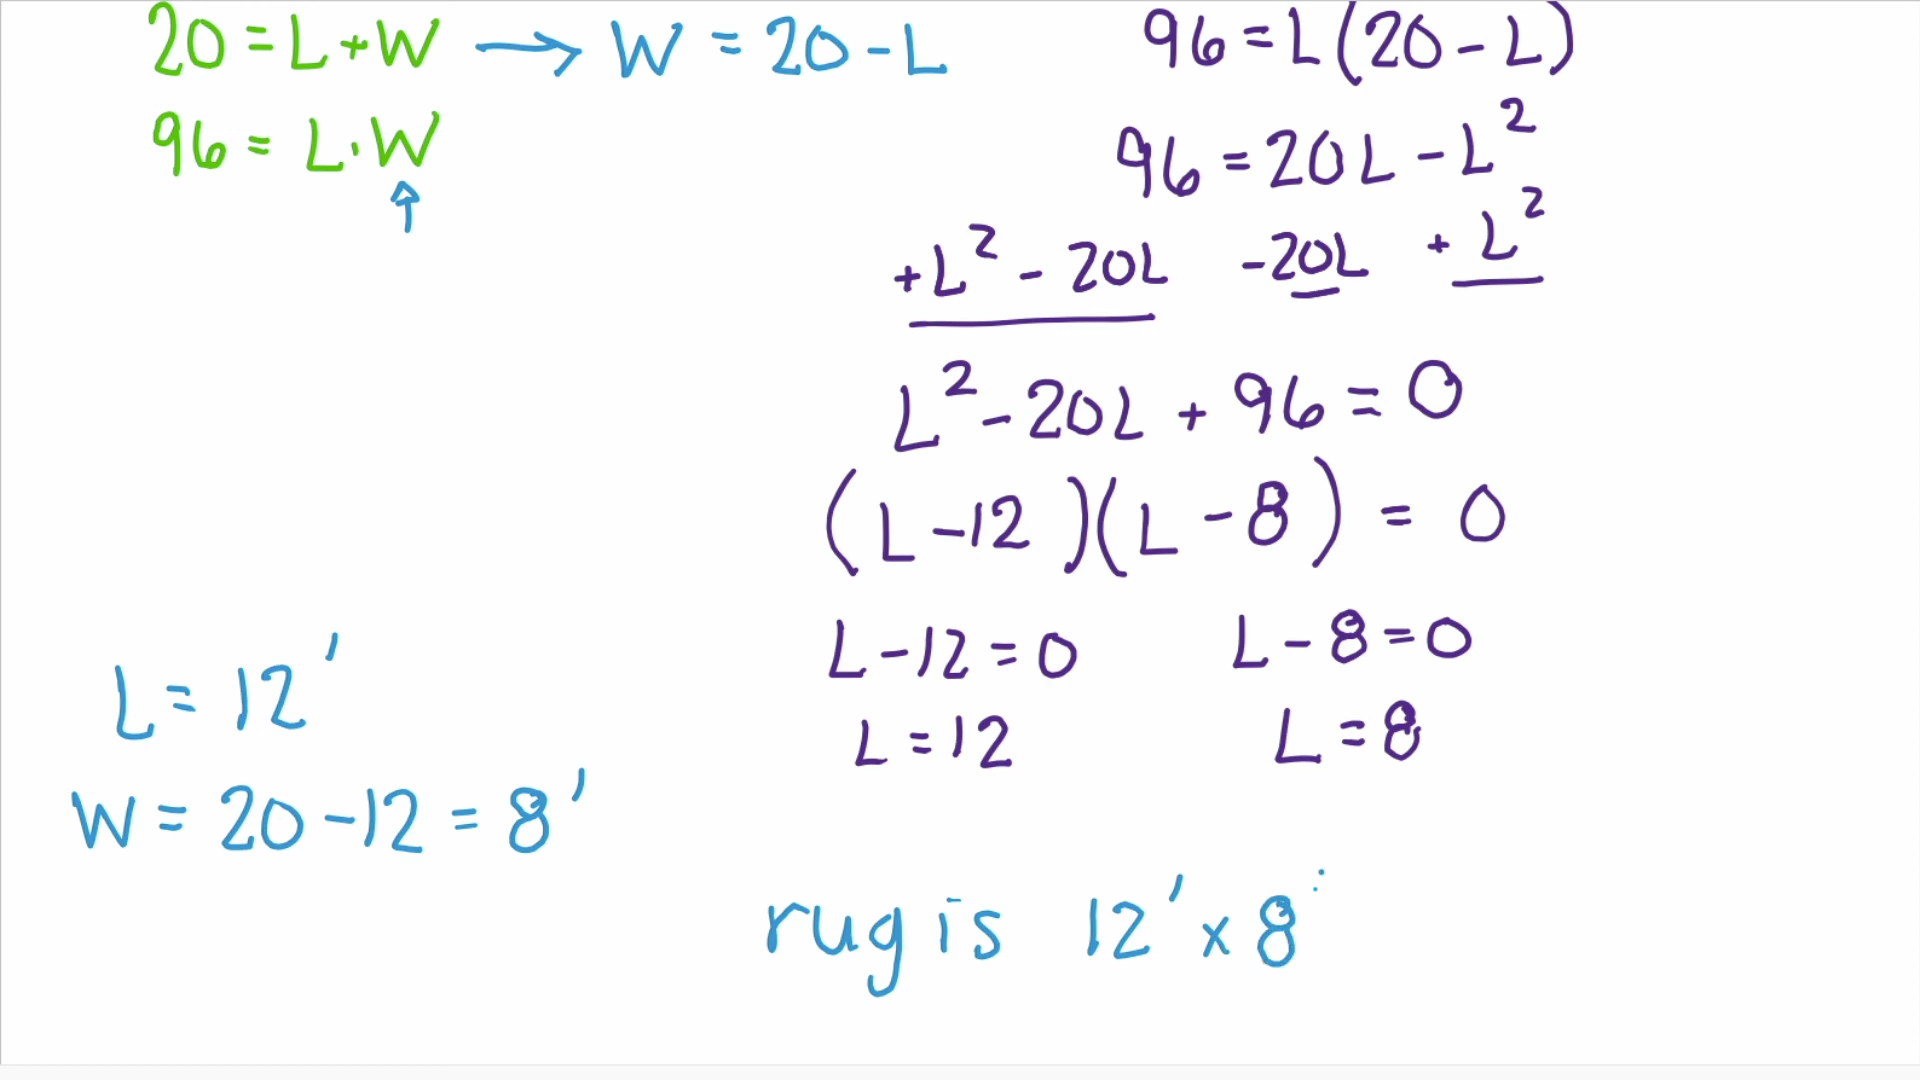 20 = L + W → W = 20 - L
96 = L · W
↑
96 = L(20 - L)
96 = 20L - L²
+L² - 20L -20L + L²
L² - 20L + 96 = 0
(L - 12)(L - 8) = 0
L - 12 = 0 L - 8 = 0
L = 12 L = 8
L = 12'
W = 20 - 12 = 8'
rug is 12' x 8